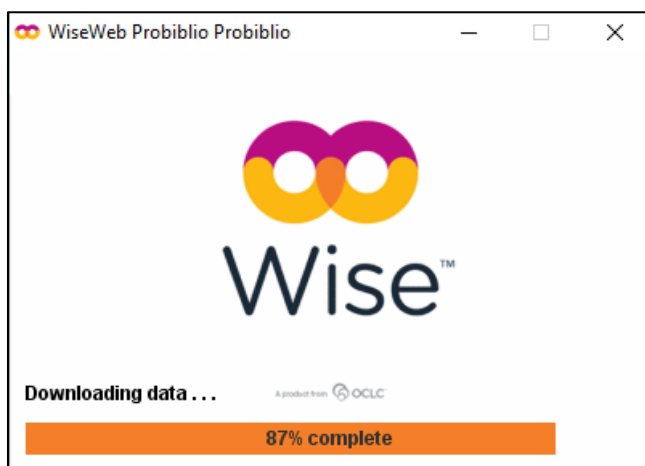 WiseWeb Probiblio Probiblio
Wise™
Downloading data . . .
A product from OCLC
87% complete